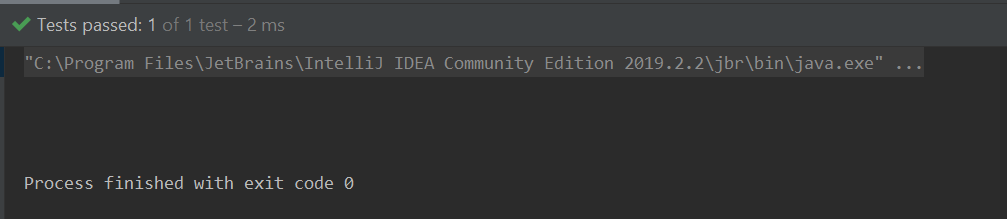 Tests passed: 1 of 1 test – 2 ms
"C:\Program Files\JetBrains\IntelliJ IDEA Community Edition 2019.2.2\jbr\bin\java.exe" ...
Process finished with exit code 0